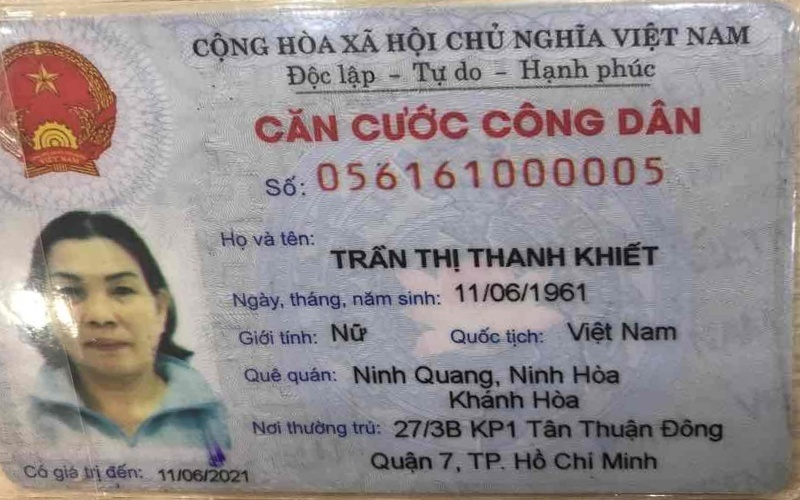 CỘNG HÒA XÃ HỘI CHỦ NGHĨA VIỆT NAM
Độc lập - Tự do - Hạnh phúc
CĂN CƯỚC CÔNG DÂN
Số: 056161000005
Họ và tên:
TRẦN THỊ THANH KHIẾT
Ngày, tháng, năm sinh: 11/06/1961
Giới tính: Nữ Quốc tịch: Việt Nam
Quê quán: Ninh Quang, Ninh Hòa
Khánh Hòa
Nơi thường trú: 27/3B KP1 Tân Thuận Đông
Quận 7, TP. Hồ Chí Minh
Có giá trị đến: 11/06/2021
VIỆT NAM